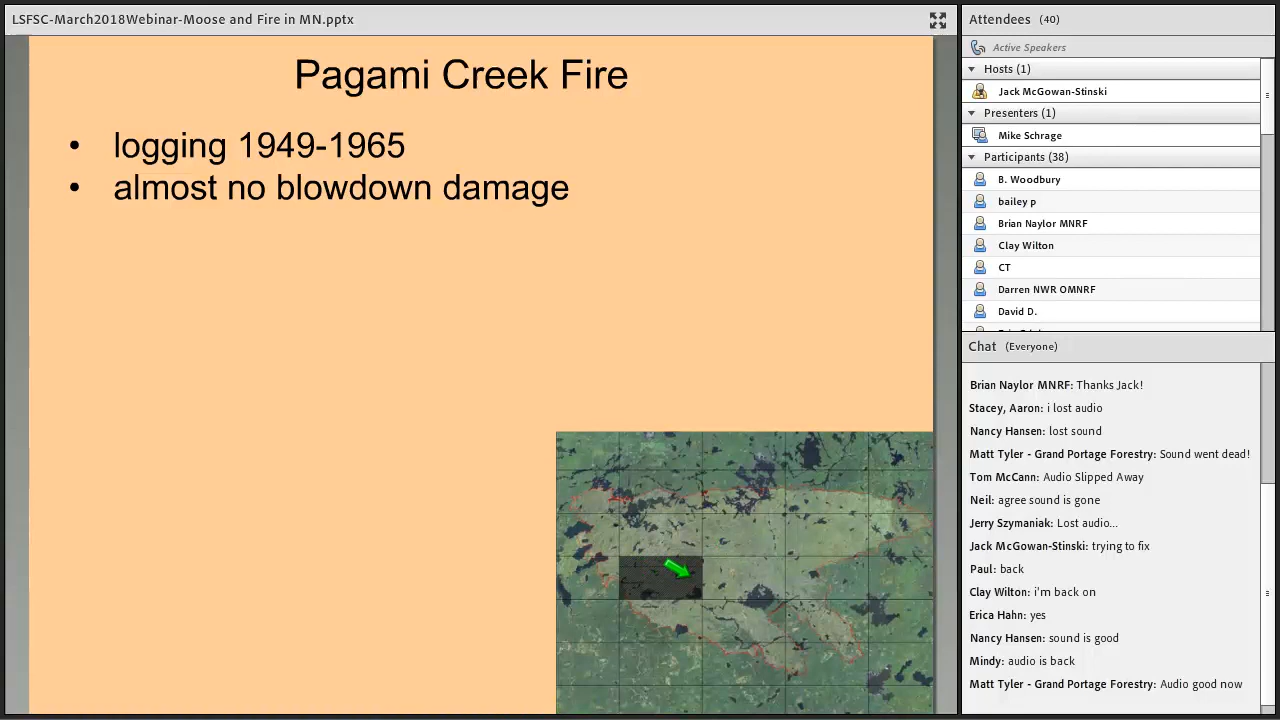 LSFSC-March2018Webinar-Moose and Fire in MN.pptx
Pagami Creek Fire
• logging 1949-1965
• almost no blowdown damage
Attendees (40)
Active Speakers
Hosts (1)
Jack McGowan-Stinski
Presenters (1)
Mike Schrage
Participants (38)
B. Woodbury
bailey p
Brian Naylor MNRF
Clay Wilton
CT
Darren NWR OMNRF
David D.
Chat (Everyone)
Brian Naylor MNRF: Thanks Jack!
Stacey, Aaron: i lost audio
Nancy Hansen: lost sound
Matt Tyler - Grand Portage Forestry: Sound went dead!
Tom McCann: Audio Slipped Away
Neil: agree sound is gone
Jerry Szymaniak: Lost audio...
Jack McGowan-Stinski: trying to fix
Paul: back
Clay Wilton: i'm back on
Erica Hahn: yes
Nancy Hansen: sound is good
Mindy: audio is back
Matt Tyler - Grand Portage Forestry: Audio good now